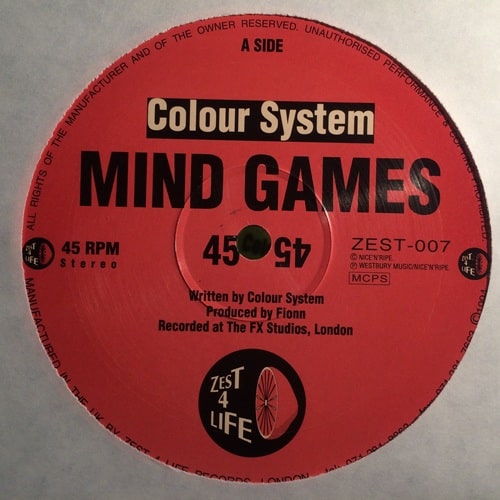 ALL RIGHTS OF THE MANUFACTURER AND OF THE OWNER RESERVED. UNAUTHORISED PERFORMANCE &
A SIDE
Colour System
MIND GAMES
45 RPM
Stereo
45
45
ZEST-007
© NICE'N'RIPE.
℗ WESTBURY MUSIC/NICE'N'RIPE.
MCPS
Written by Colour System
Produced by Fionn
Recorded at The FX Studios, London
ZEST
4
LIFE
ZEST
4
LIFE
ZEST
4
LIFE
MANUFACTURED IN THE UK BY ZEST 4 LIFE RECORDS, LONDON